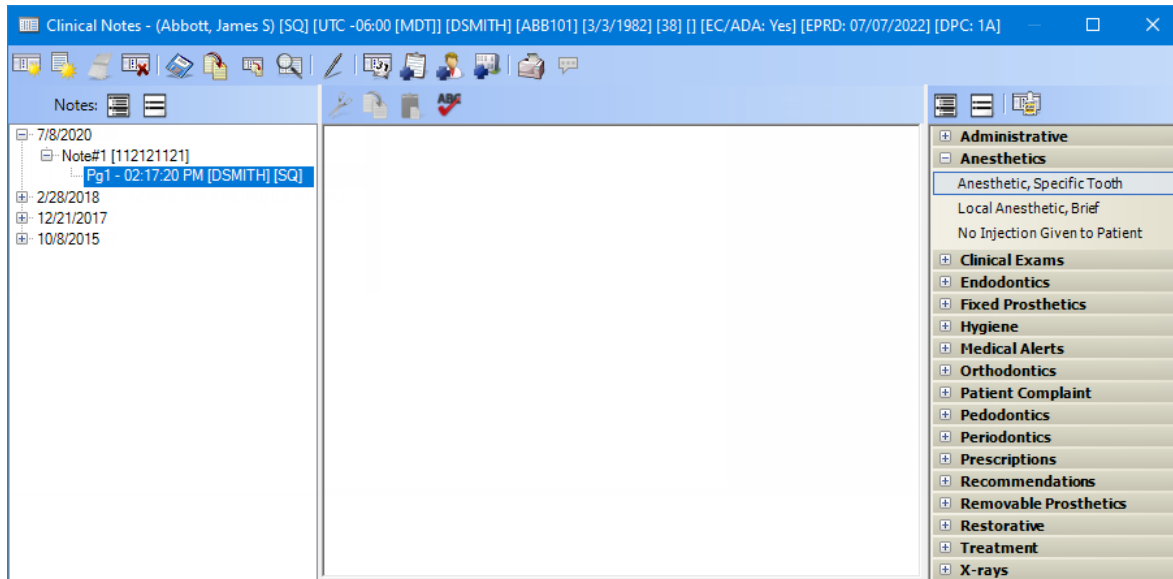 Clinical Notes - (Abbott, James S) [SQ] [UTC -06:00 [MDT]] [DSMITH] [ABB101] [3/3/1982] [38] [] [EC/ADA: Yes] [EPRD: 07/07/2022] [DPC: 1A]
Notes:
7/8/2020
Note#1 [112121121]
Pg1 - 02:17:20 PM [DSMITH] [SQ]
2/28/2018
12/21/2017
10/8/2015
ABC
Administrative
Anesthetics
Anesthetic, Specific Tooth
Local Anesthetic, Brief
No Injection Given to Patient
Clinical Exams
Endodontics
Fixed Prosthetics
Hygiene
Medical Alerts
Orthodontics
Patient Complaint
Pedodontics
Periodontics
Prescriptions
Recommendations
Removable Prosthetics
Restorative
Treatment
X-rays